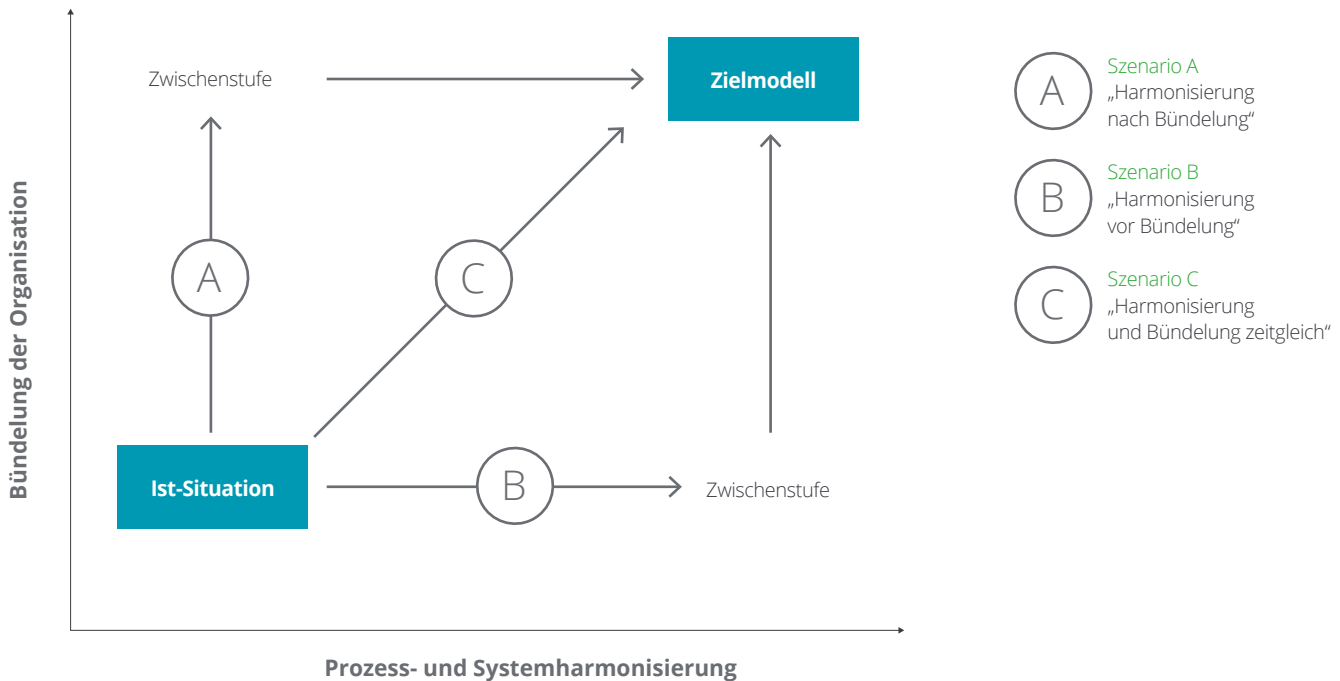 Bündelung der Organisation
Zwischenstufe
Zielmodell
A
C
Ist-Situation
B
Zwischenstufe
Prozess- und Systemharmonisierung
A
Szenario A
„Harmonisierung
nach Bündelung“
B
Szenario B
„Harmonisierung
vor Bündelung“
C
Szenario C
„Harmonisierung
und Bündelung zeitgleich“